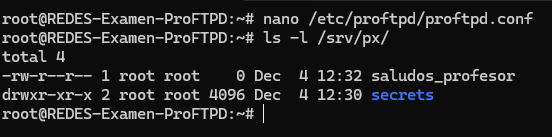 root@REDES-Examen-ProFTPD:~# nano /etc/proftpd/proftpd.conf
root@REDES-Examen-ProFTPD:~# ls -l /srv/px/
total 4
-rw-r--r-- 1 root root    0 Dec  4 12:32 saludos_profesor
drwxr-xr-x 2 root root 4096 Dec  4 12:30 secrets
root@REDES-Examen-ProFTPD:~#